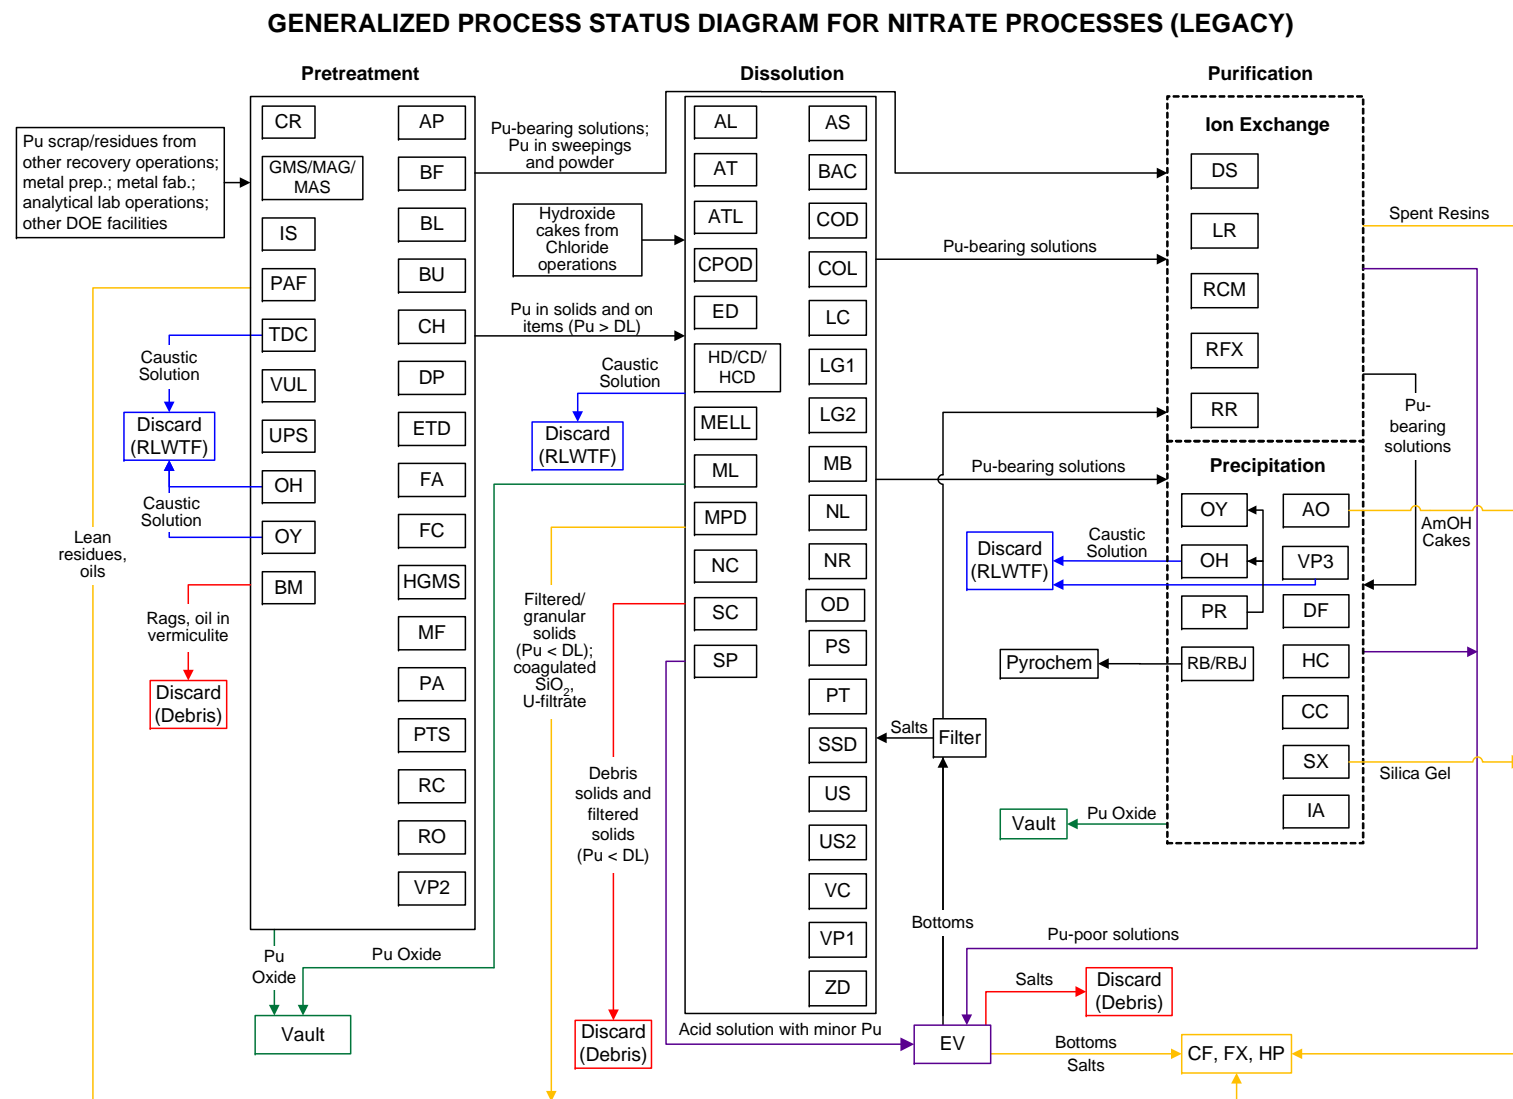 GENERALIZED PROCESS STATUS DIAGRAM FOR NITRATE PROCESSES (LEGACY)
Pretreatment
Dissolution
Purification
Pu scrap/residues from
other recovery operations;
metal prep.; metal fab.;
analytical lab operations;
other DOE facilities
CR
GMS/MAG/
MAS
IS
PAF
TDC
VUL
UPS
OH
OY
BM
AP
BF
BL
BU
CH
DP
ETD
FA
FC
HGMS
MF
PA
PTS
RC
RO
VP2
Caustic
Solution
Discard
(RLWTF)
Caustic
Solution
Lean
residues,
oils
Rags, oil in
vermiculite
Discard
(Debris)
Pu
Oxide
Pu Oxide
Vault
Pu-bearing solutions;
Pu in sweepings
and powder
Hydroxide
cakes from
Chloride
operations
Pu in solids and on
items (Pu > DL)
Caustic
Solution
Discard
(RLWTF)
Filtered/
granular
solids
(Pu < DL);
coagulated
SiO2,
U-filtrate
Debris
solids and
filtered
solids
(Pu < DL)
Discard
(Debris)
AL
AT
ATL
CPOD
ED
HD/CD/
HCD
MELL
ML
MPD
NC
SC
SP
AS
BAC
COD
COL
LC
LG1
LG2
MB
NL
NR
OD
PS
PT
SSD
US
US2
VC
VP1
ZD
Acid solution with minor Pu
EV
Pu-bearing solutions
Pu-bearing solutions
Salts
Filter
Bottoms
Ion Exchange
DS
LR
RCM
RFX
RR
Precipitation
OY
OH
PR
RB/RBJ
AO
VP3
DF
HC
CC
SX
IA
Discard
(RLWTF)
Caustic
Solution
Pyrochem
Vault
Pu Oxide
Spent Resins
Pu-
bearing
solutions
AmOH
Cakes
Silica Gel
Pu-poor solutions
Salts
Discard
(Debris)
Bottoms
Salts
CF, FX, HP